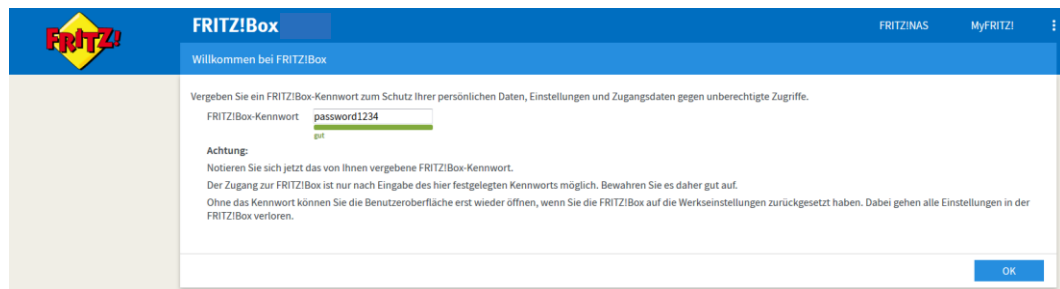 FRITZ!
FRITZ!Box
FRITZ!NAS
MyFRITZ!
Willkommen bei FRITZ!Box
Vergeben Sie ein FRITZ!Box-Kennwort zum Schutz Ihrer persönlichen Daten, Einstellungen und Zugangsdaten gegen unberechtigte Zugriffe.
FRITZ!Box-Kennwort password1234
gut
Achtung:
Notieren Sie sich jetzt das von Ihnen vergebene FRITZ!Box-Kennwort.
Der Zugang zur FRITZ!Box ist nur nach Eingabe des hier festgelegten Kennworts möglich. Bewahren Sie es daher gut auf.
Ohne das Kennwort können Sie die Benutzeroberfläche erst wieder öffnen, wenn Sie die FRITZ!Box auf die Werkseinstellungen zurückgesetzt haben. Dabei gehen alle Einstellungen in der
FRITZ!Box verloren.
OK